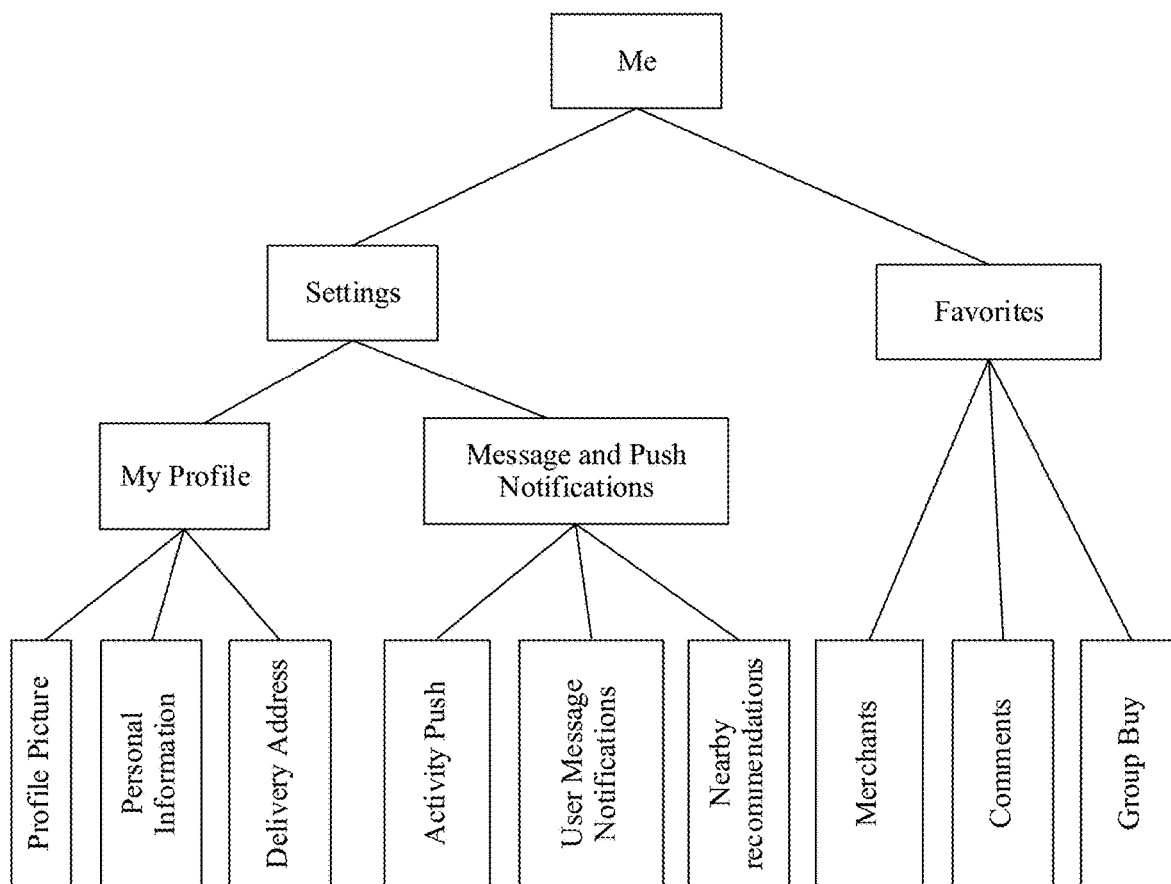 Me
Settings
Favorites
My Profile
Message and Push
Notifications
Profile Picture
Personal
Information
Delivery Address
Activity Push
User Message
Notifications
Nearby
recommendations
Merchants
Comments
Group Buy